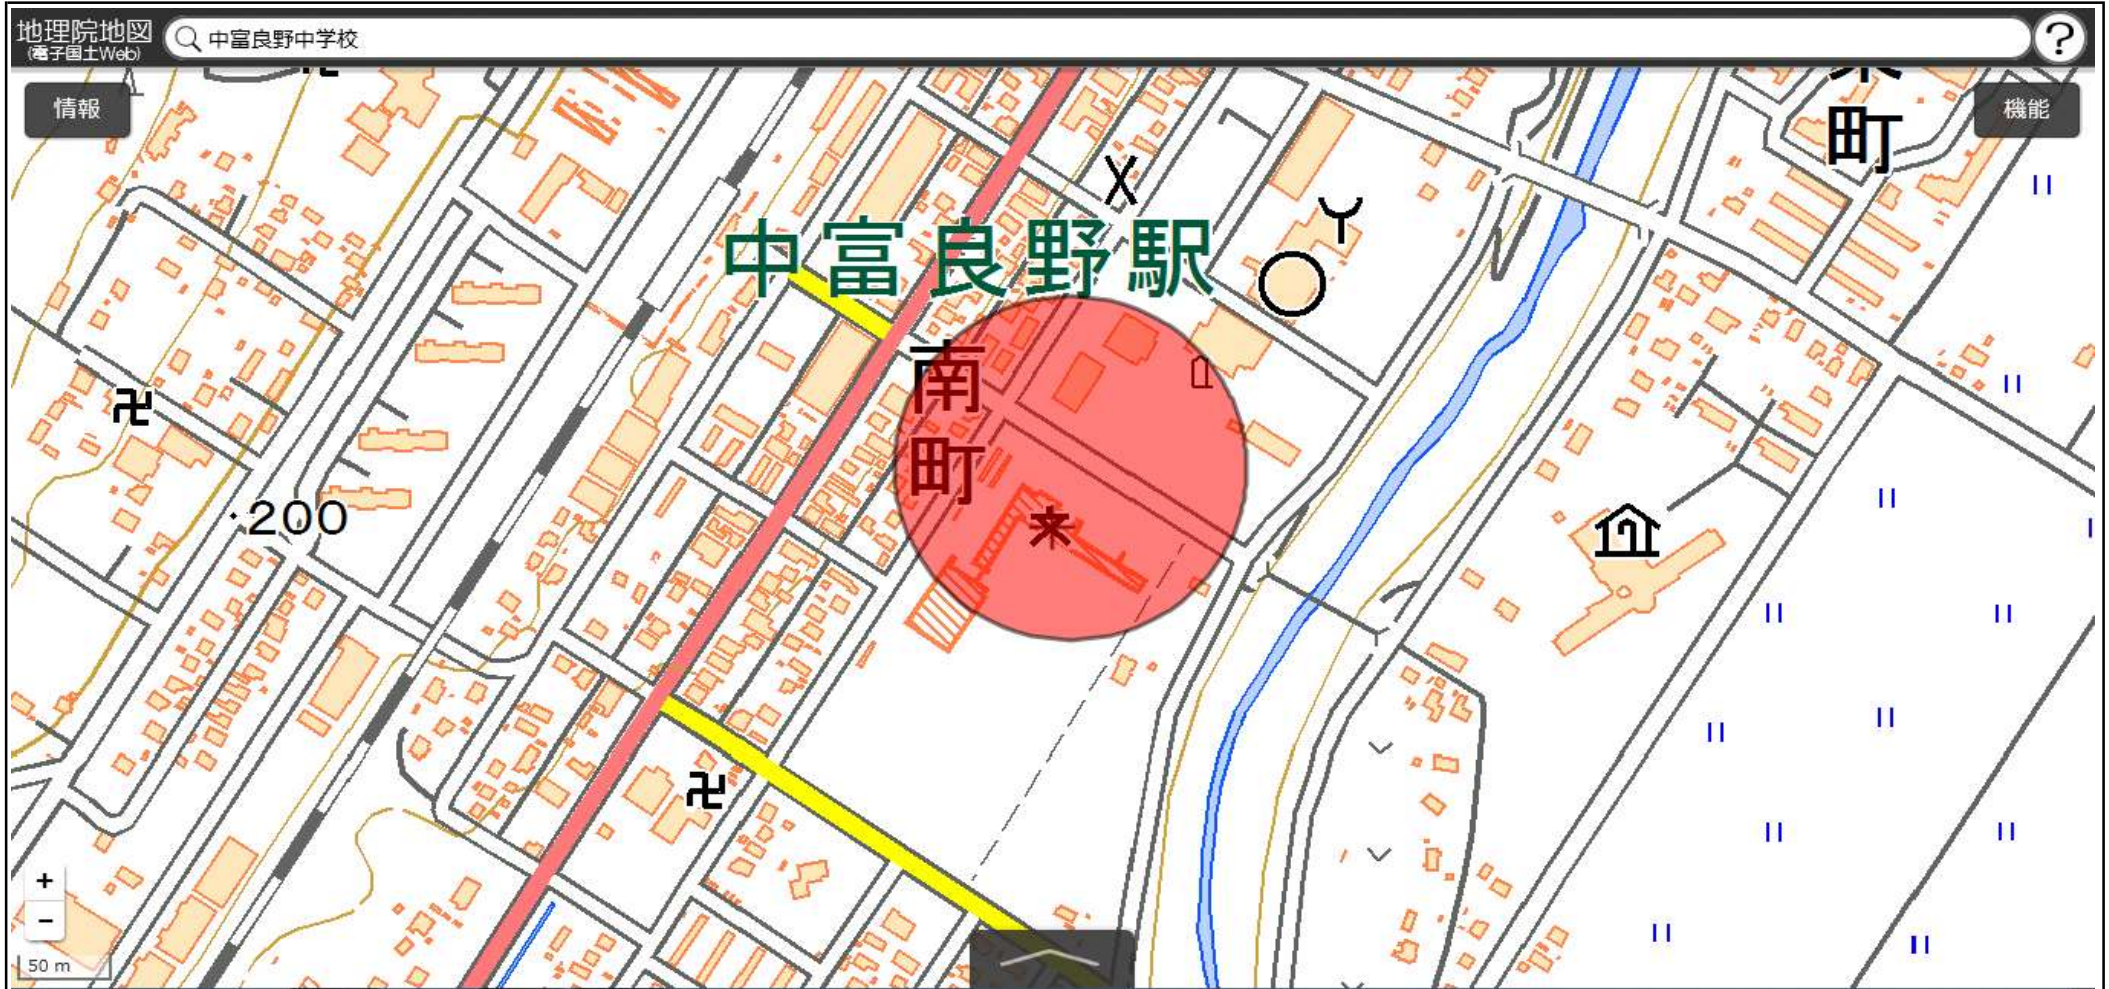 地理院地図
(電子国土Web)
中富良野中学校
?
情報
機能
町
中富良野駅
南町
200
+
−
50 m